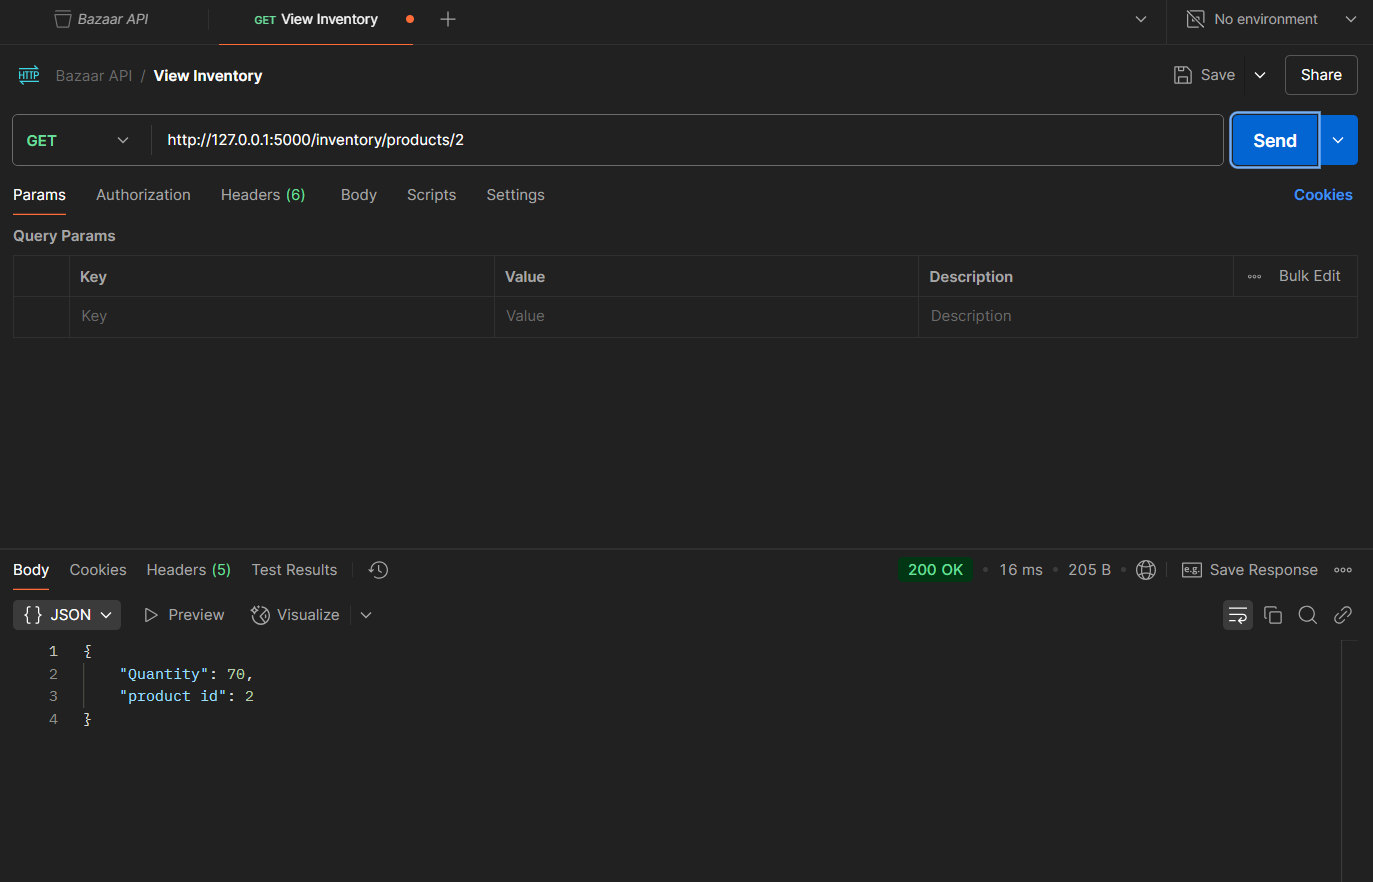 Bazaar API GET View Inventory No environment
HTTP Bazaar API / View Inventory Save Share
GET http://127.0.0.1:5000/inventory/products/2 Send
Params Authorization Headers (6) Body Scripts Settings Cookies
Query Params
Key Value Description Bulk Edit
Key Value Description
Body Cookies Headers (5) Test Results 200 OK • 16 ms • 205 B • e.g. Save Response
{} JSON Preview Visualize
1 {
2 "Quantity": 70,
3 "product id": 2
4 }